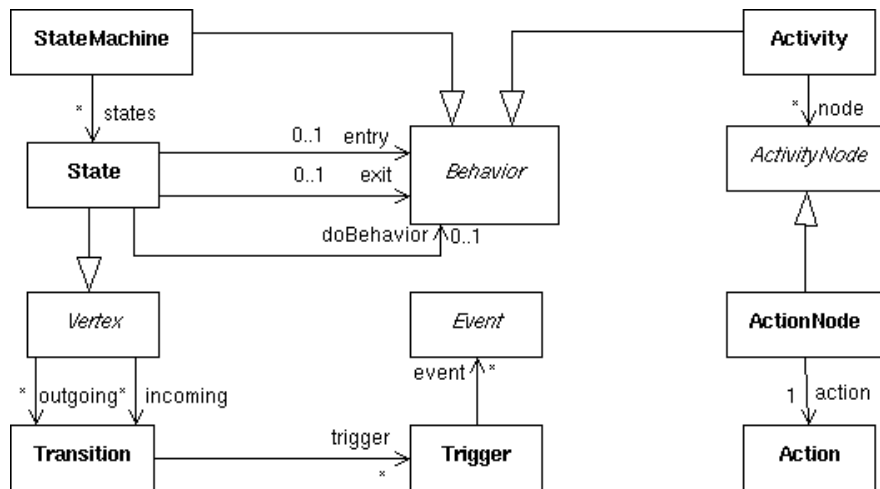 StateMachine
Activity
* states
* node
0..1 entry
Behavior
ActivityNode
State
0..1 exit
doBehavior 0..1
Vertex
Event
ActionNode
event *
* outgoing * incoming
1 action
trigger
Transition
*
Trigger
Action